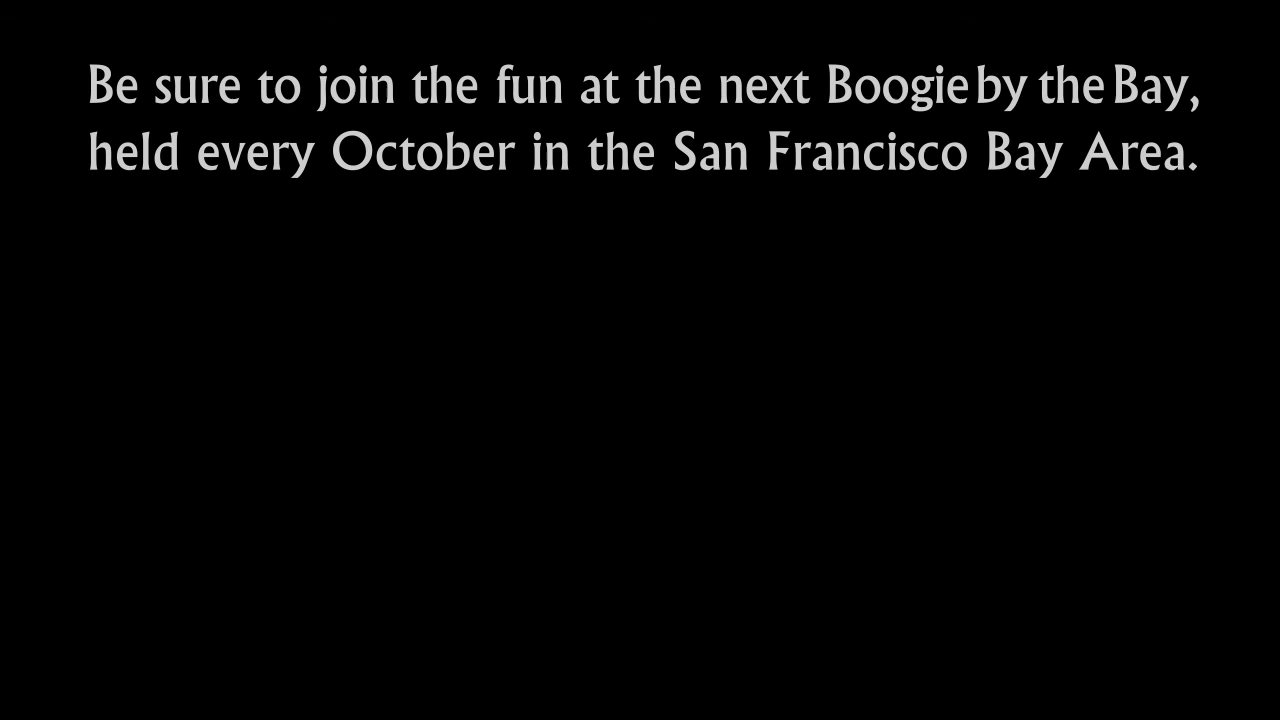 Be sure to join the fun at the next Boogie by the Bay,
held every October in the San Francisco Bay Area.